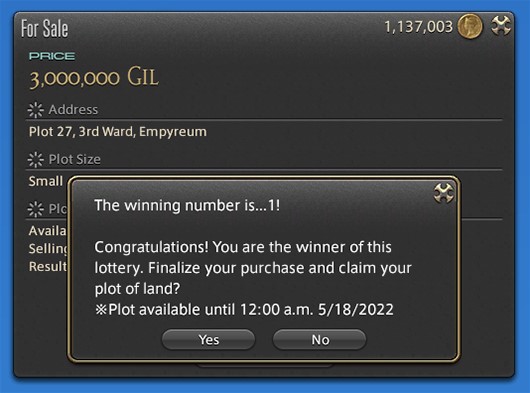 For Sale
1,137,003
PRICE
3,000,000 GIL
Address
Plot 27, 3rd Ward, Empyreum
Plot Size
Small
The winning number is...1!
Congratulations! You are the winner of this
lottery. Finalize your purchase and claim your
plot of land?
※Plot available until 12:00 a.m. 5/18/2022
Yes
No